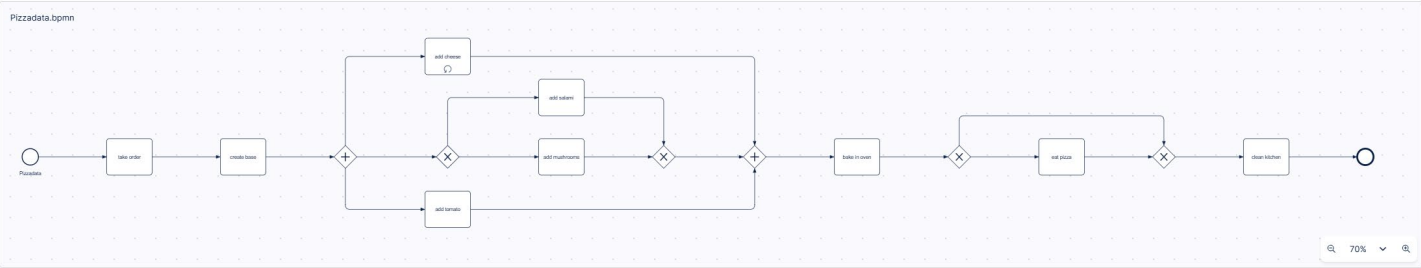 Pizzadata.bpmn
add cheese
add salami
take order
create base
add mushrooms
bake in oven
eat pizza
clean kitchen
Pizzadata
add tomato
70%